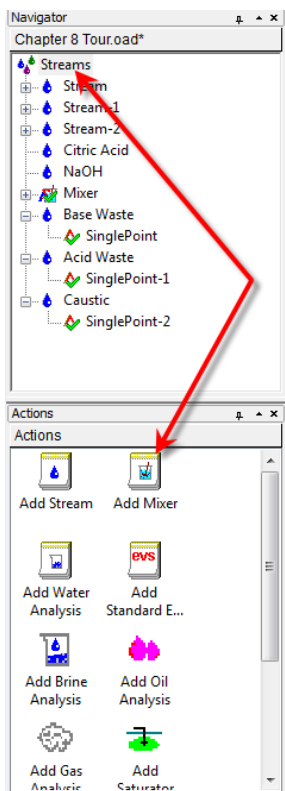 Navigator
Chapter 8 Tour.oad*
Streams
Stream
Stream-1
Stream-2
Citric Acid
NaOH
Mixer
Base Waste
SinglePoint
Acid Waste
SinglePoint-1
Caustic
SinglePoint-2
Actions
Actions
Add Stream Add Mixer
evs
Add Water Add
Analysis Standard E...
Add Brine Add Oil
Analysis Analysis
Add Gas Add
Analysis Saturator